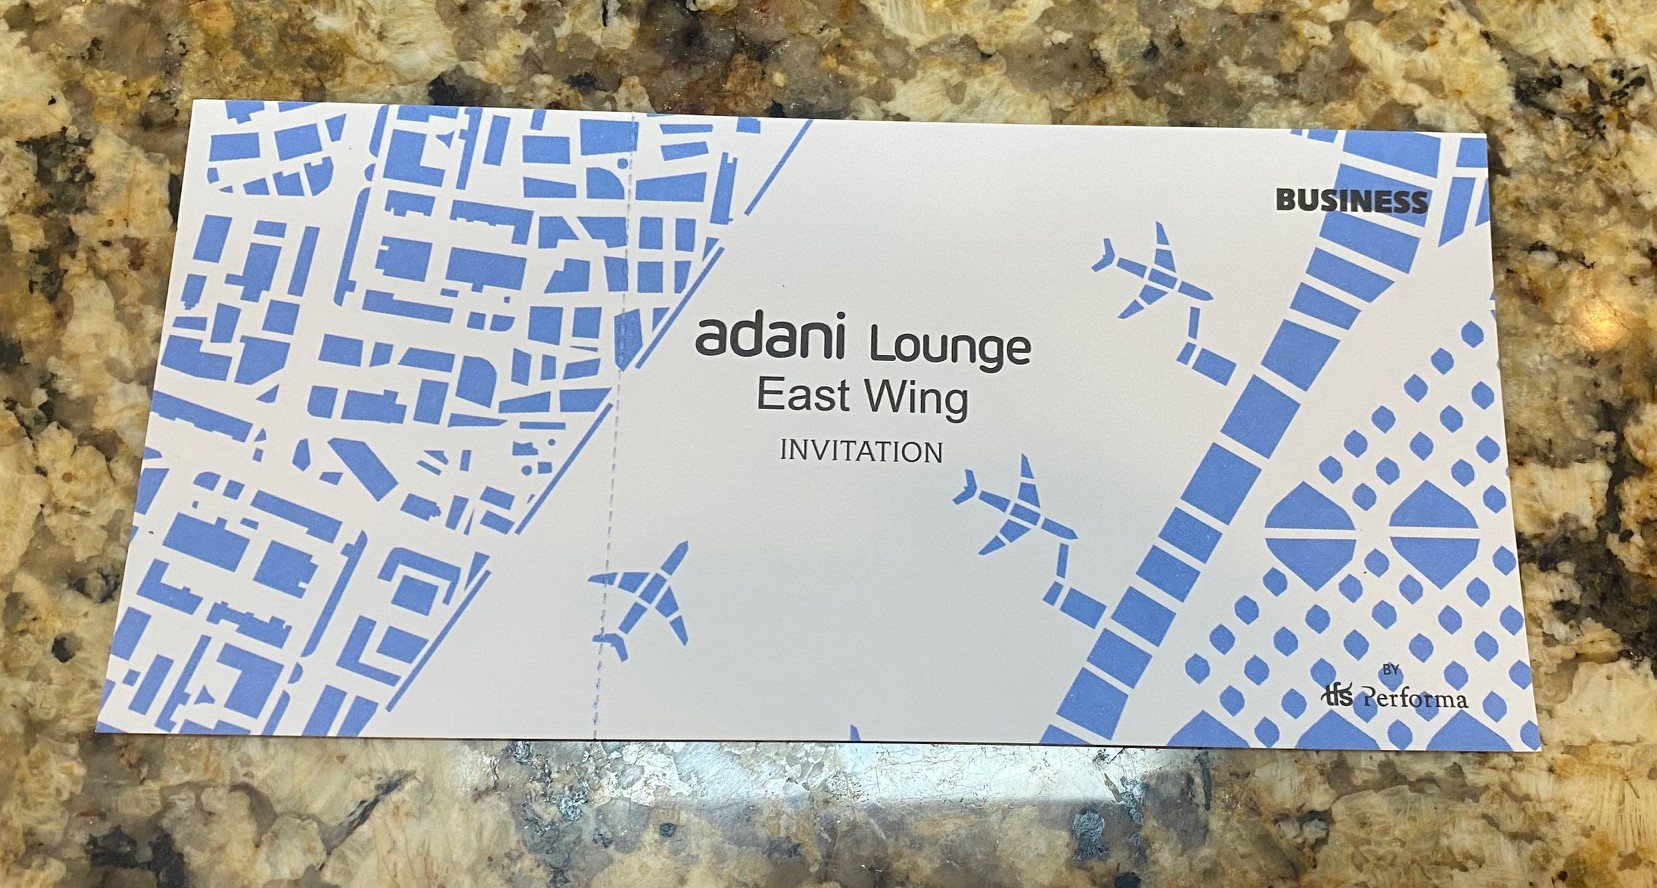 BUSINESS
adani Lounge
East Wing
INVITATION
BY
tfs Performa